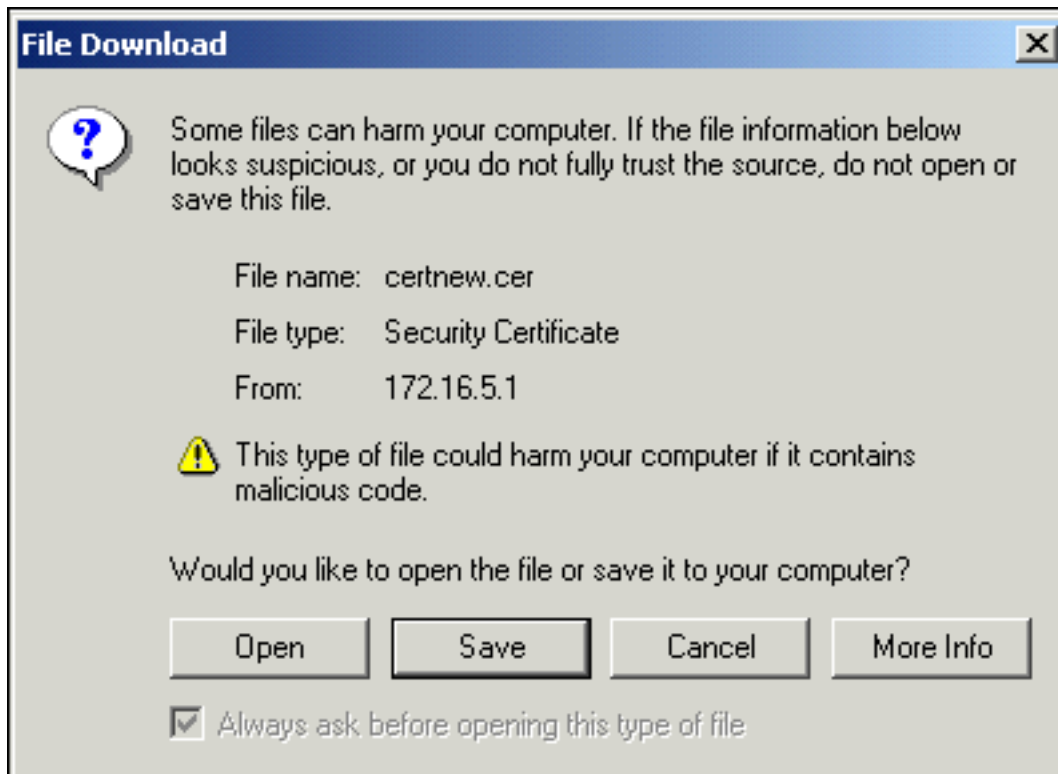 File Download
Some files can harm your computer. If the file information below
looks suspicious, or you do not fully trust the source, do not open or
save this file.
File name: certnew.cer
File type: Security Certificate
From: 172.16.5.1
This type of file could harm your computer if it contains
malicious code.
Would you like to open the file or save it to your computer?
Open Save Cancel More Info
Always ask before opening this type of file